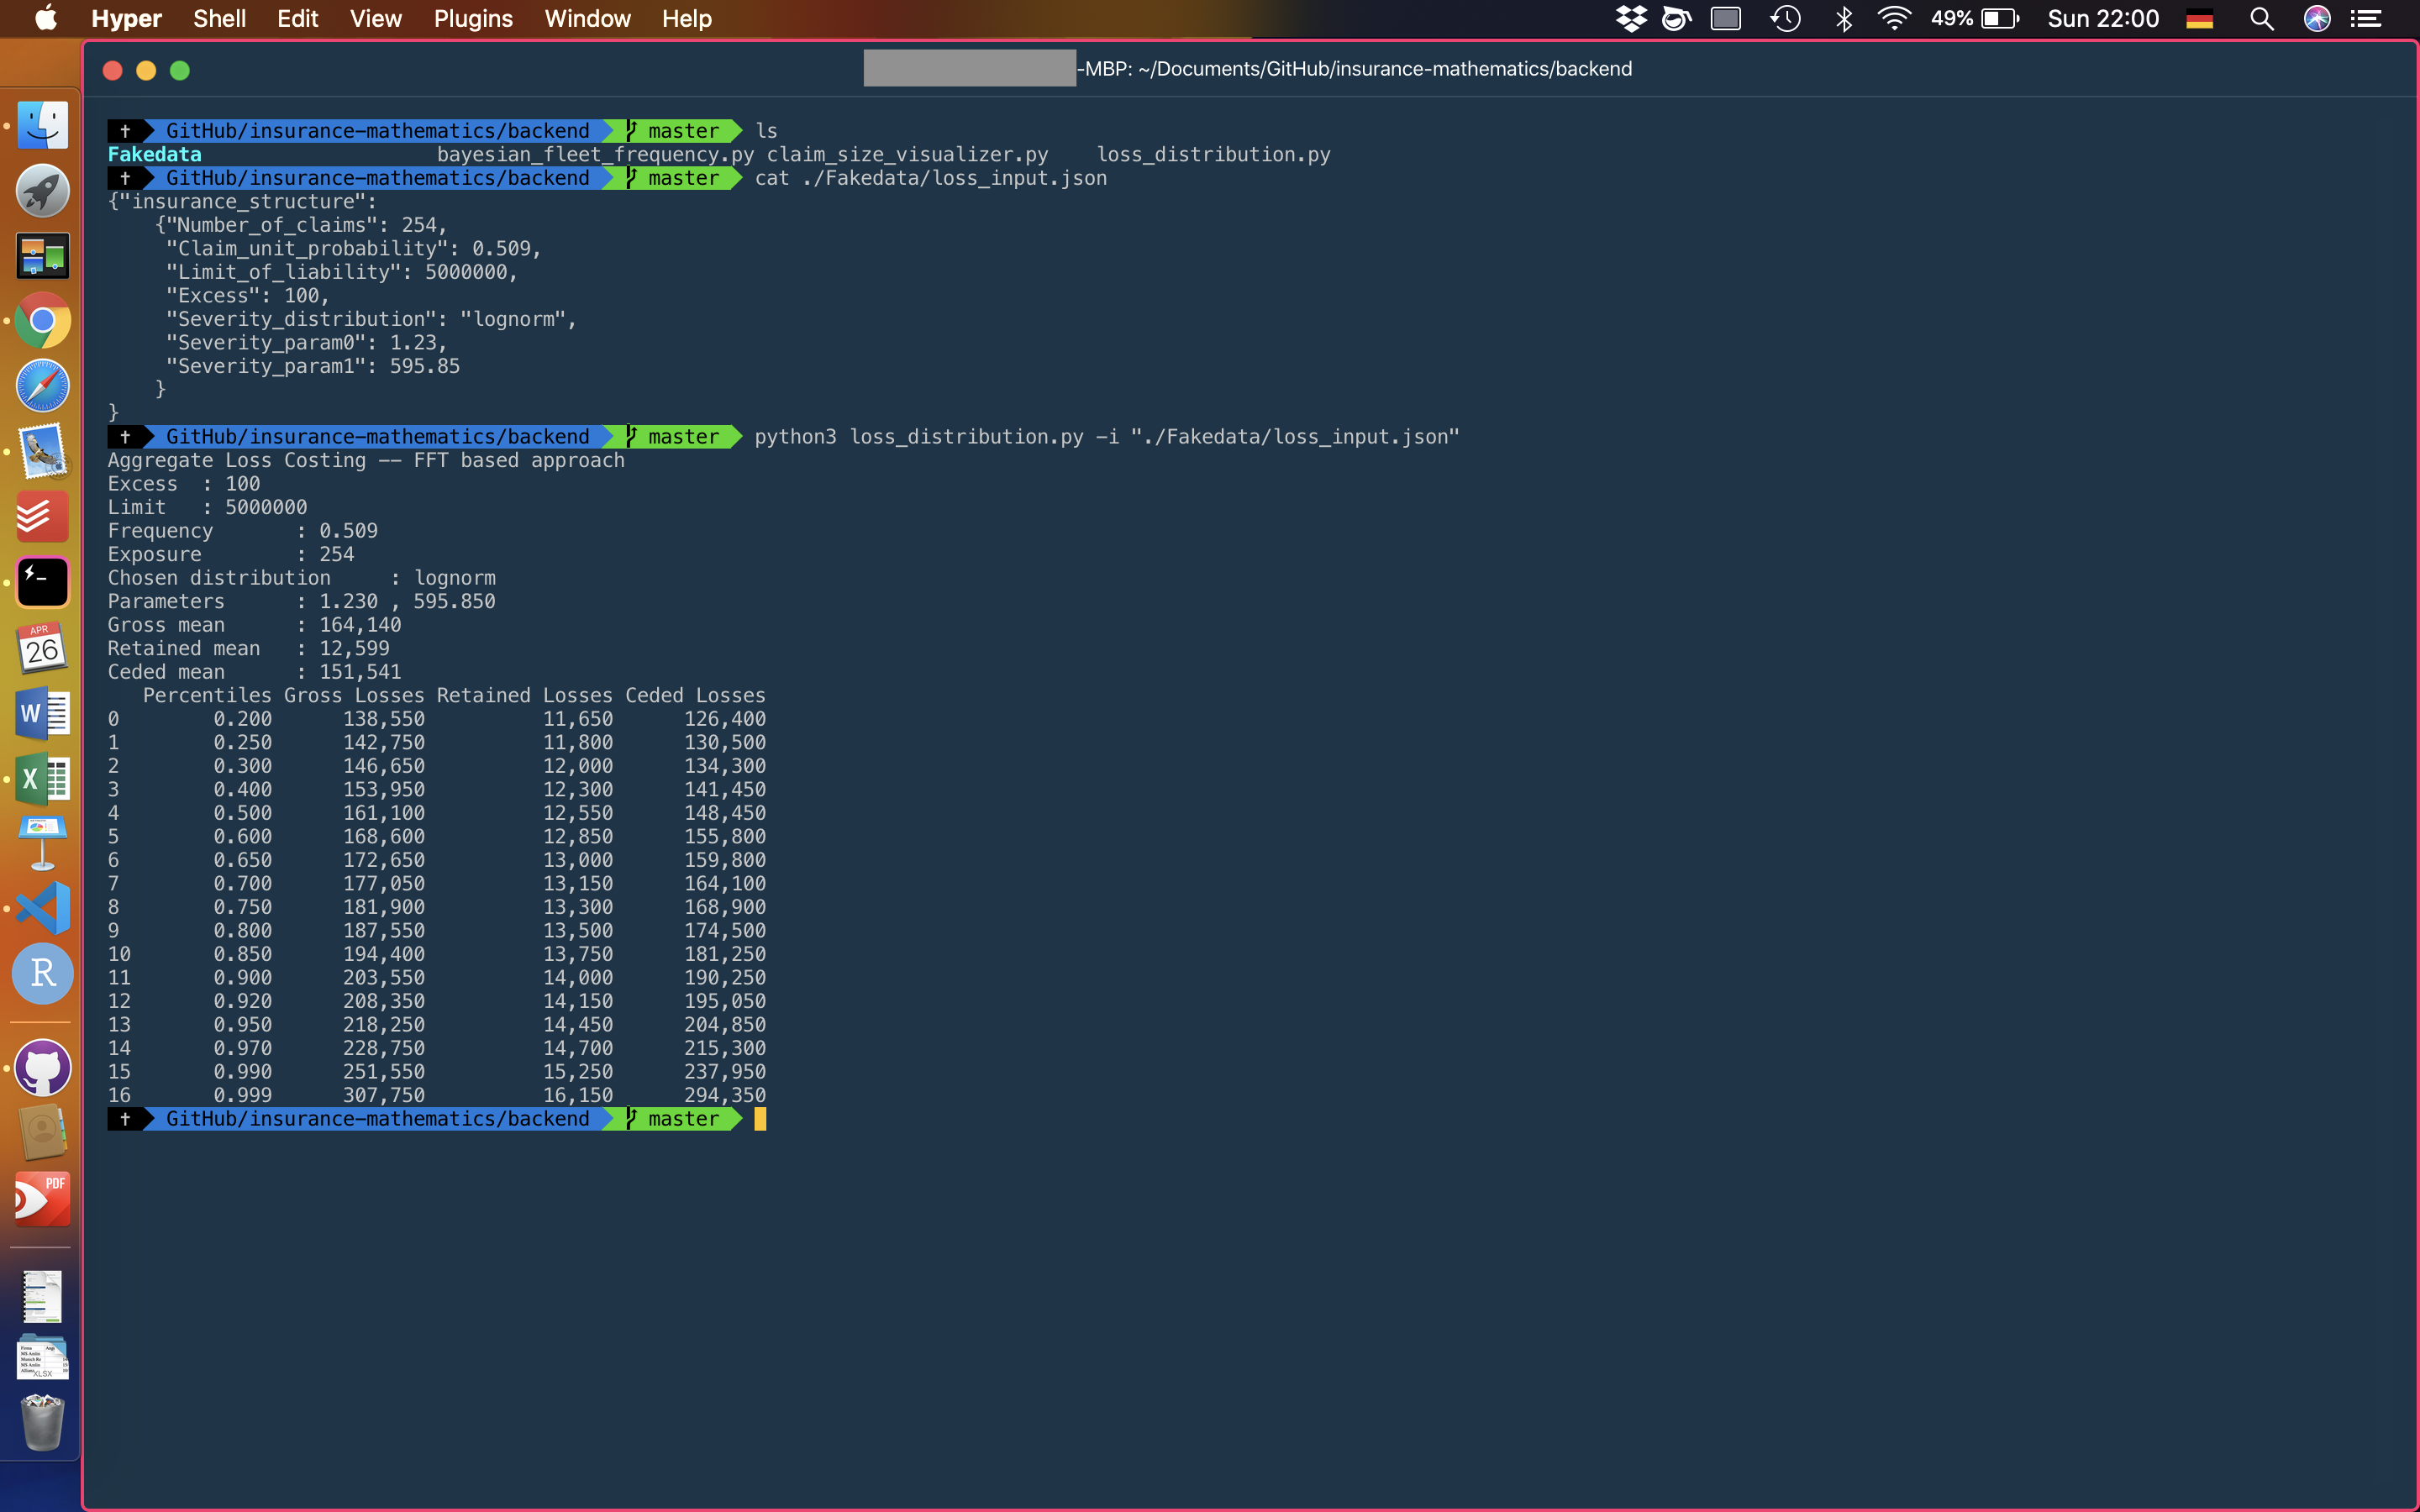 Hyper Shell Edit View Plugins Window Help 49% Sun 22:00
-MBP: ~/Documents/GitHub/insurance-mathematics/backend
† GitHub/insurance-mathematics/backend master ls
Fakedata bayesian_fleet_frequency.py claim_size_visualizer.py loss_distribution.py
† GitHub/insurance-mathematics/backend master cat ./Fakedata/loss_input.json
{"insurance_structure":
{"Number_of_claims": 254,
"Claim_unit_probability": 0.509,
"Limit_of_liability": 5000000,
"Excess": 100,
"Severity_distribution": "lognorm",
"Severity_param0": 1.23,
"Severity_param1": 595.85
}
}
† GitHub/insurance-mathematics/backend master python3 loss_distribution.py -i "./Fakedata/loss_input.json"
Aggregate Loss Costing -- FFT based approach
Excess : 100
Limit : 5000000
Frequency : 0.509
Exposure : 254
Chosen distribution : lognorm
Parameters : 1.230 , 595.850
Gross mean : 164,140
Retained mean : 12,599
Ceded mean : 151,541
Percentiles Gross Losses Retained Losses Ceded Losses
0 0.200 138,550 11,650 126,400
1 0.250 142,750 11,800 130,500
2 0.300 146,650 12,000 134,300
3 0.400 153,950 12,300 141,450
4 0.500 161,100 12,550 148,450
5 0.600 168,600 12,850 155,800
6 0.650 172,650 13,000 159,800
7 0.700 177,050 13,150 164,100
8 0.750 181,900 13,300 168,900
9 0.800 187,550 13,500 174,500
10 0.850 194,400 13,750 181,250
11 0.900 203,550 14,000 190,250
12 0.920 208,350 14,150 195,050
13 0.950 218,250 14,450 204,850
14 0.970 228,750 14,700 215,300
15 0.990 251,550 15,250 237,950
16 0.999 307,750 16,150 294,350
† GitHub/insurance-mathematics/backend master
APR
26
W
X
R
PDF
XLSX